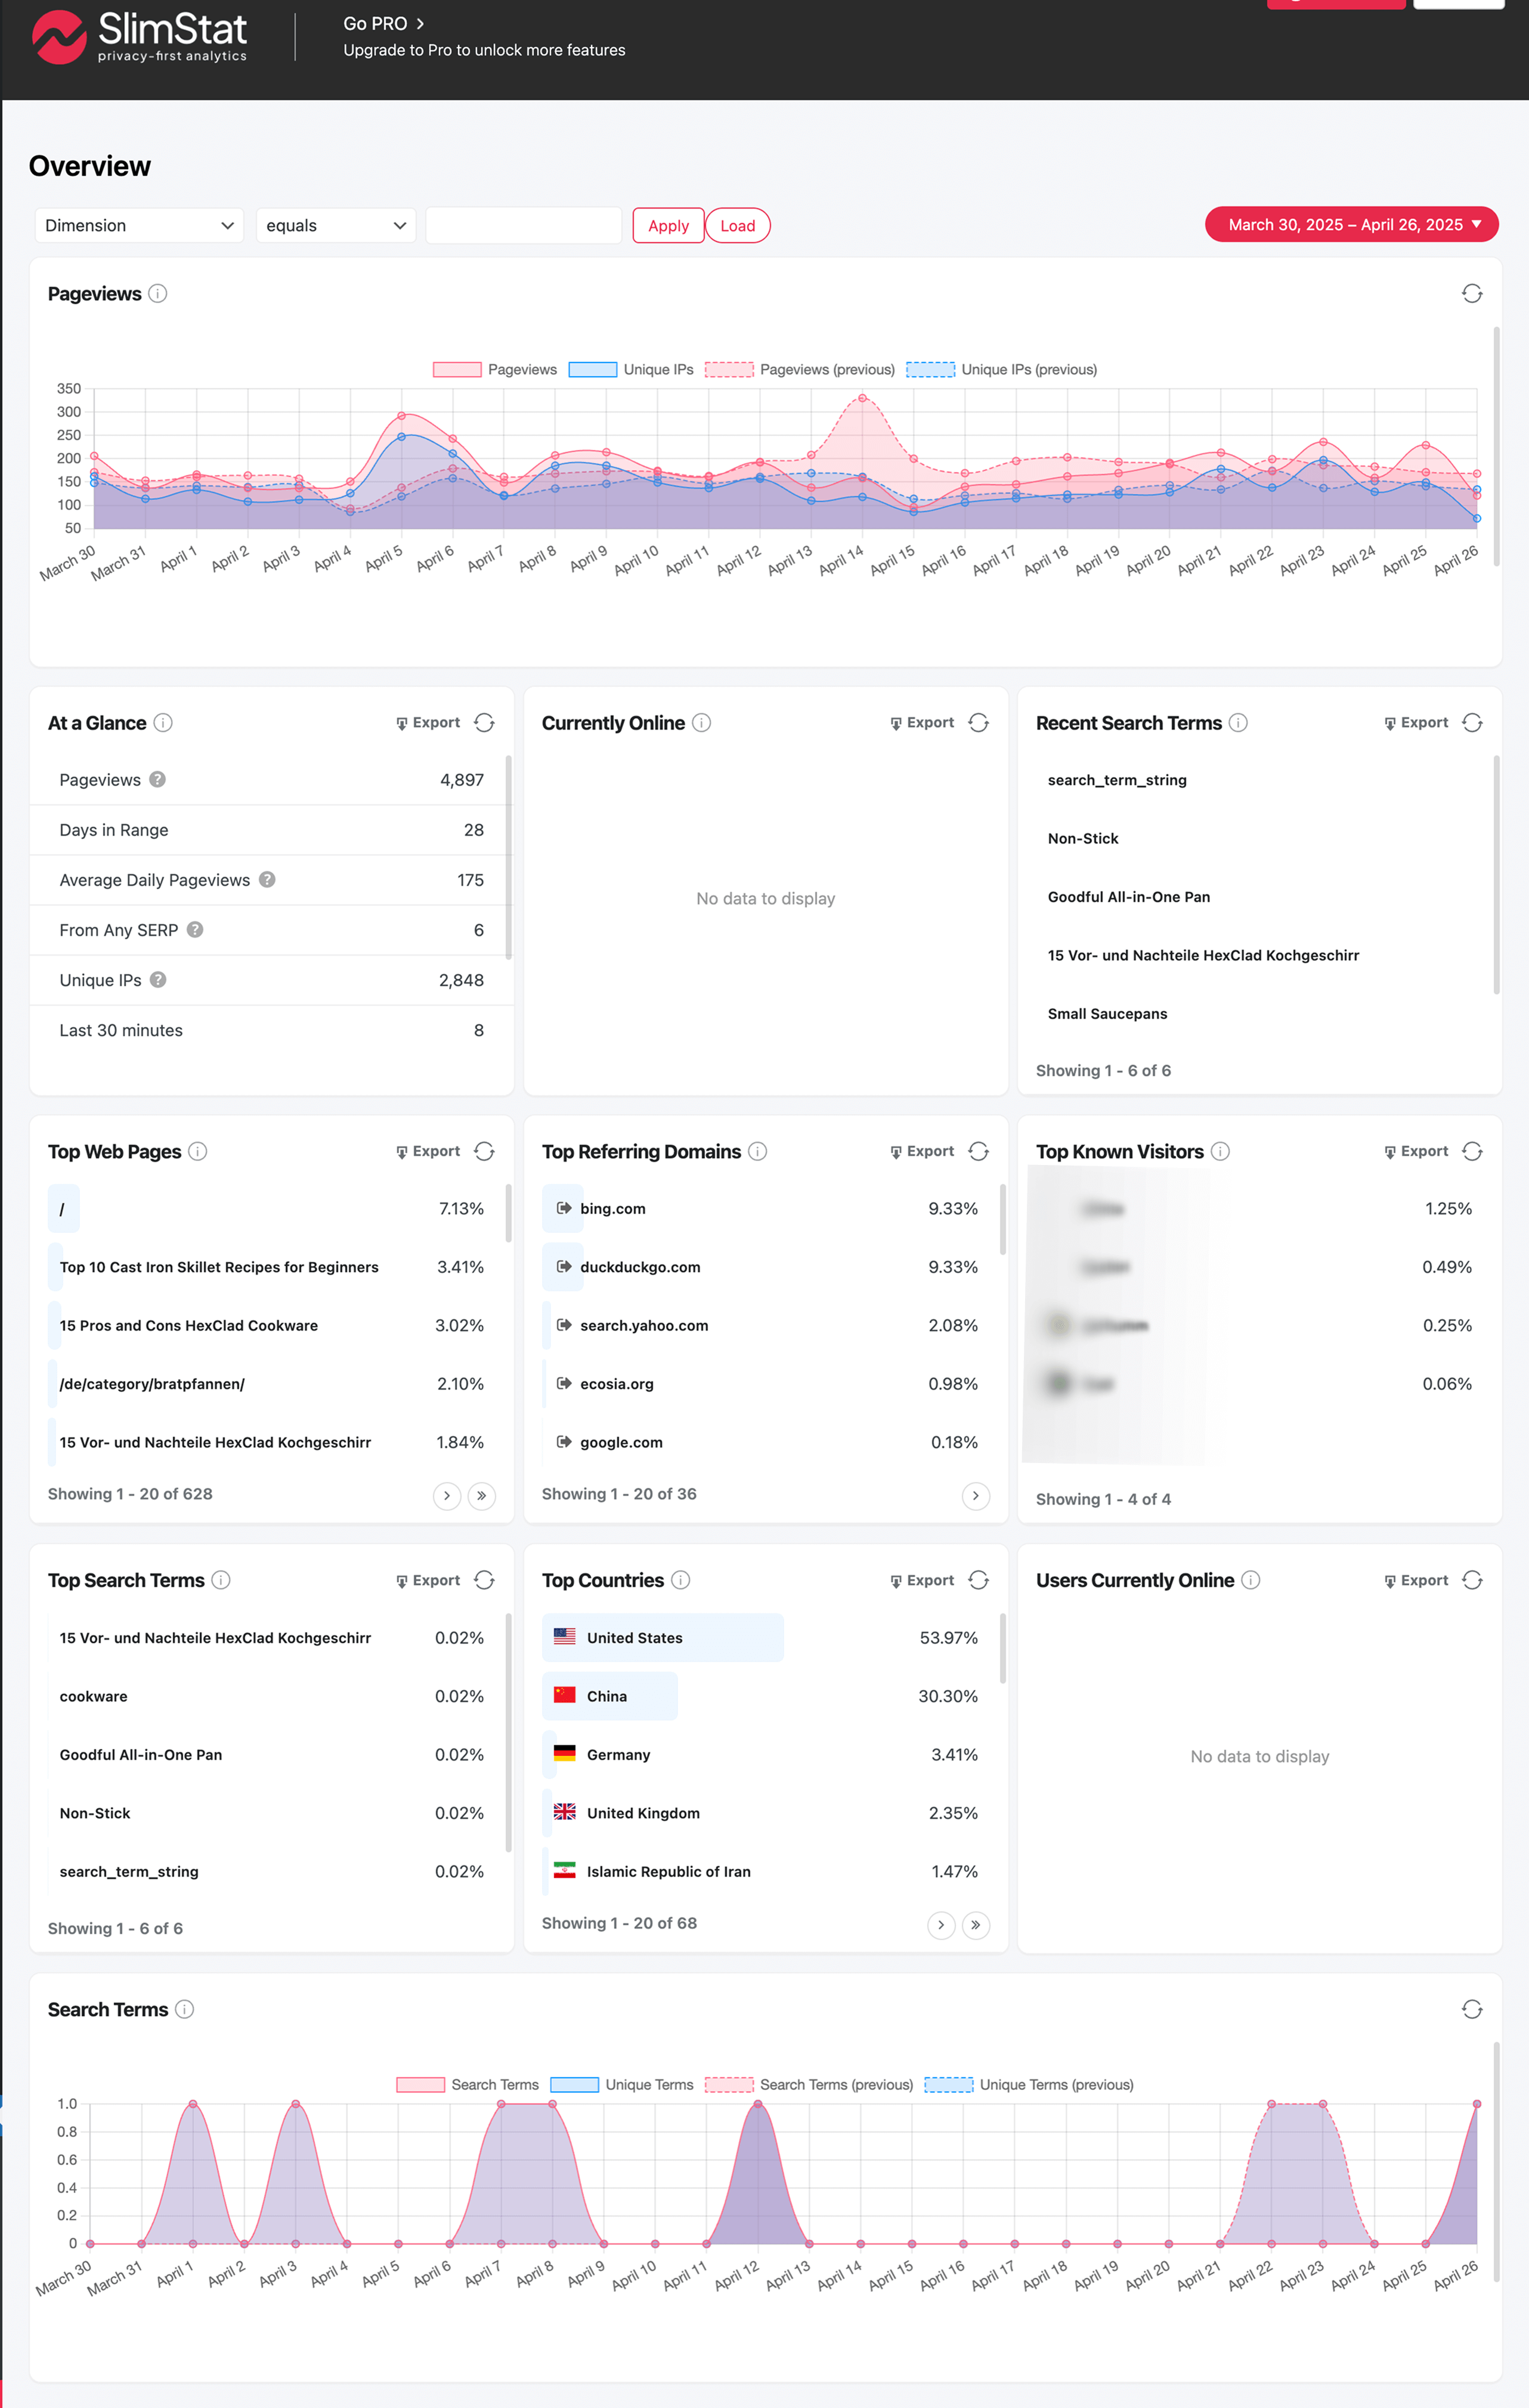 SlimStat
privacy-first analytics
Go PRO
Upgrade to Pro to unlock more features
Overview
Dimension equals Apply Load March 30, 2025 – April 26, 2025
Pageviews
Pageviews Unique IPs Pageviews (previous) Unique IPs (previous)
350
300
250
200
150
100
50
March 30 March 31 April 1 April 2 April 3 April 4 April 5 April 6 April 7 April 8 April 9 April 10 April 11 April 12 April 13 April 14 April 15 April 16 April 17 April 18 April 19 April 20 April 21 April 22 April 23 April 24 April 25 April 26
At a Glance Export
Pageviews 4,897
Days in Range 28
Average Daily Pageviews 175
From Any SERP 6
Unique IPs 2,848
Last 30 minutes 8
Currently Online Export
No data to display
Recent Search Terms Export
search_term_string
Non-Stick
Goodful All-in-One Pan
15 Vor- und Nachteile HexClad Kochgeschirr
Small Saucepans
Showing 1 - 6 of 6
Top Web Pages Export
/ 7.13%
Top 10 Cast Iron Skillet Recipes for Beginners 3.41%
15 Pros and Cons HexClad Cookware 3.02%
/de/category/bratpfannen/ 2.10%
15 Vor- und Nachteile HexClad Kochgeschirr 1.84%
Showing 1 - 20 of 628
Top Referring Domains Export
bing.com 9.33%
duckduckgo.com 9.33%
search.yahoo.com 2.08%
ecosia.org 0.98%
google.com 0.18%
Showing 1 - 20 of 36
Top Known Visitors Export
1.25%
0.49%
0.25%
0.06%
Showing 1 - 4 of 4
Top Search Terms Export
15 Vor- und Nachteile HexClad Kochgeschirr 0.02%
cookware 0.02%
Goodful All-in-One Pan 0.02%
Non-Stick 0.02%
search_term_string 0.02%
Showing 1 - 6 of 6
Top Countries Export
United States 53.97%
China 30.30%
Germany 3.41%
United Kingdom 2.35%
Islamic Republic of Iran 1.47%
Showing 1 - 20 of 68
Users Currently Online Export
No data to display
Search Terms
Search Terms Unique Terms Search Terms (previous) Unique Terms (previous)
1.0
0.8
0.6
0.4
0.2
0
March 30 March 31 April 1 April 2 April 3 April 4 April 5 April 6 April 7 April 8 April 9 April 10 April 11 April 12 April 13 April 14 April 15 April 16 April 17 April 18 April 19 April 20 April 21 April 22 April 23 April 24 April 25 April 26